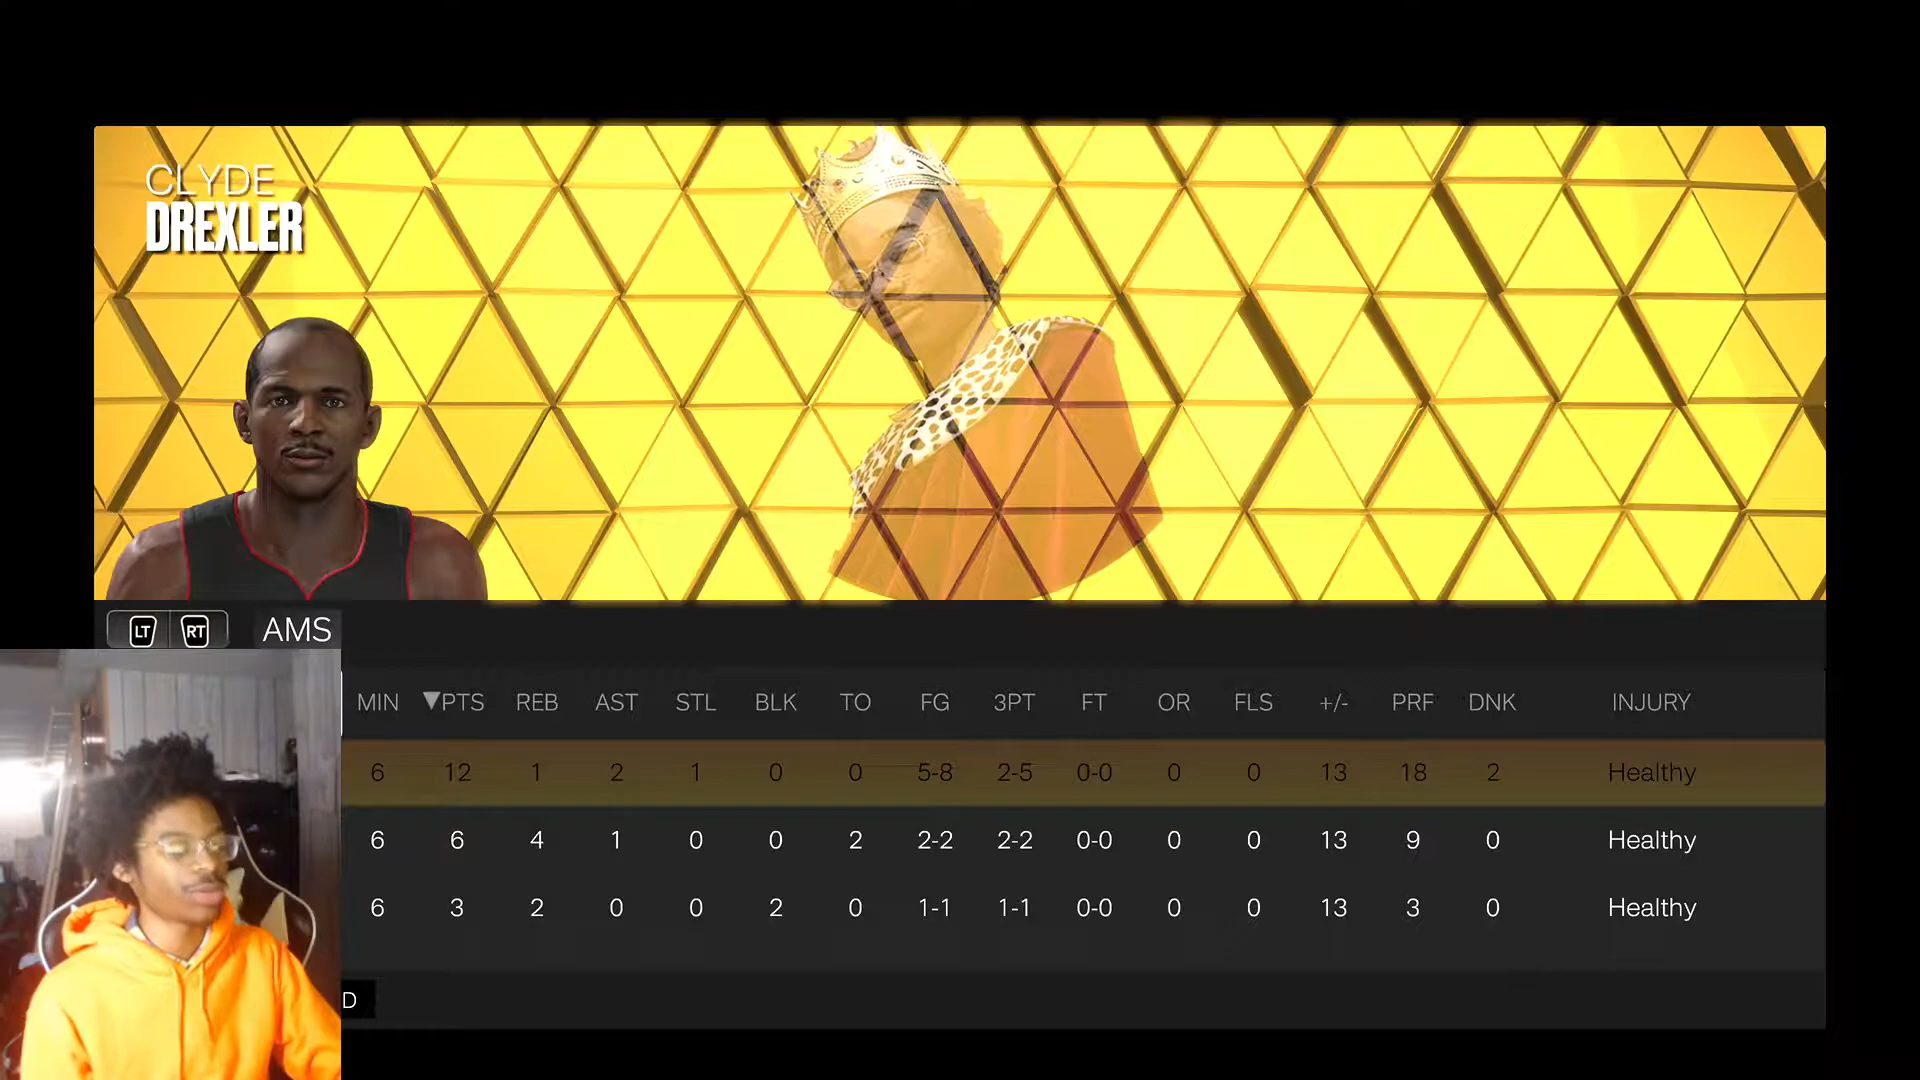 CLYDE
DREXLER
LT RT AMS
MIN ▼PTS REB AST STL BLK TO FG 3PT FT OR FLS +/- PRF DNK INJURY
6 12 1 2 1 0 0 5-8 2-5 0-0 0 0 13 18 2 Healthy
6 6 4 1 0 0 2 2-2 2-2 0-0 0 0 13 9 0 Healthy
6 3 2 0 0 2 0 1-1 1-1 0-0 0 0 13 3 0 Healthy
D